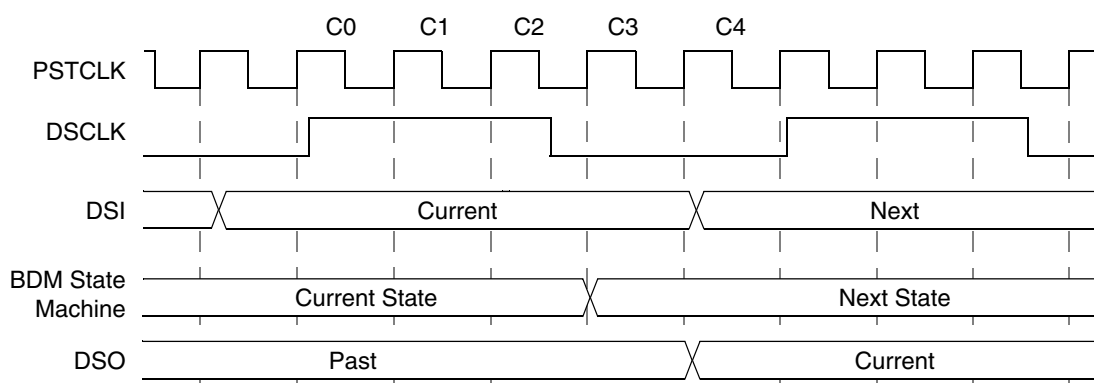 C0 C1 C2 C3 C4
PSTCLK
DSCLK
DSI Current Next
BDM State
Machine Current State Next State
DSO Past Current